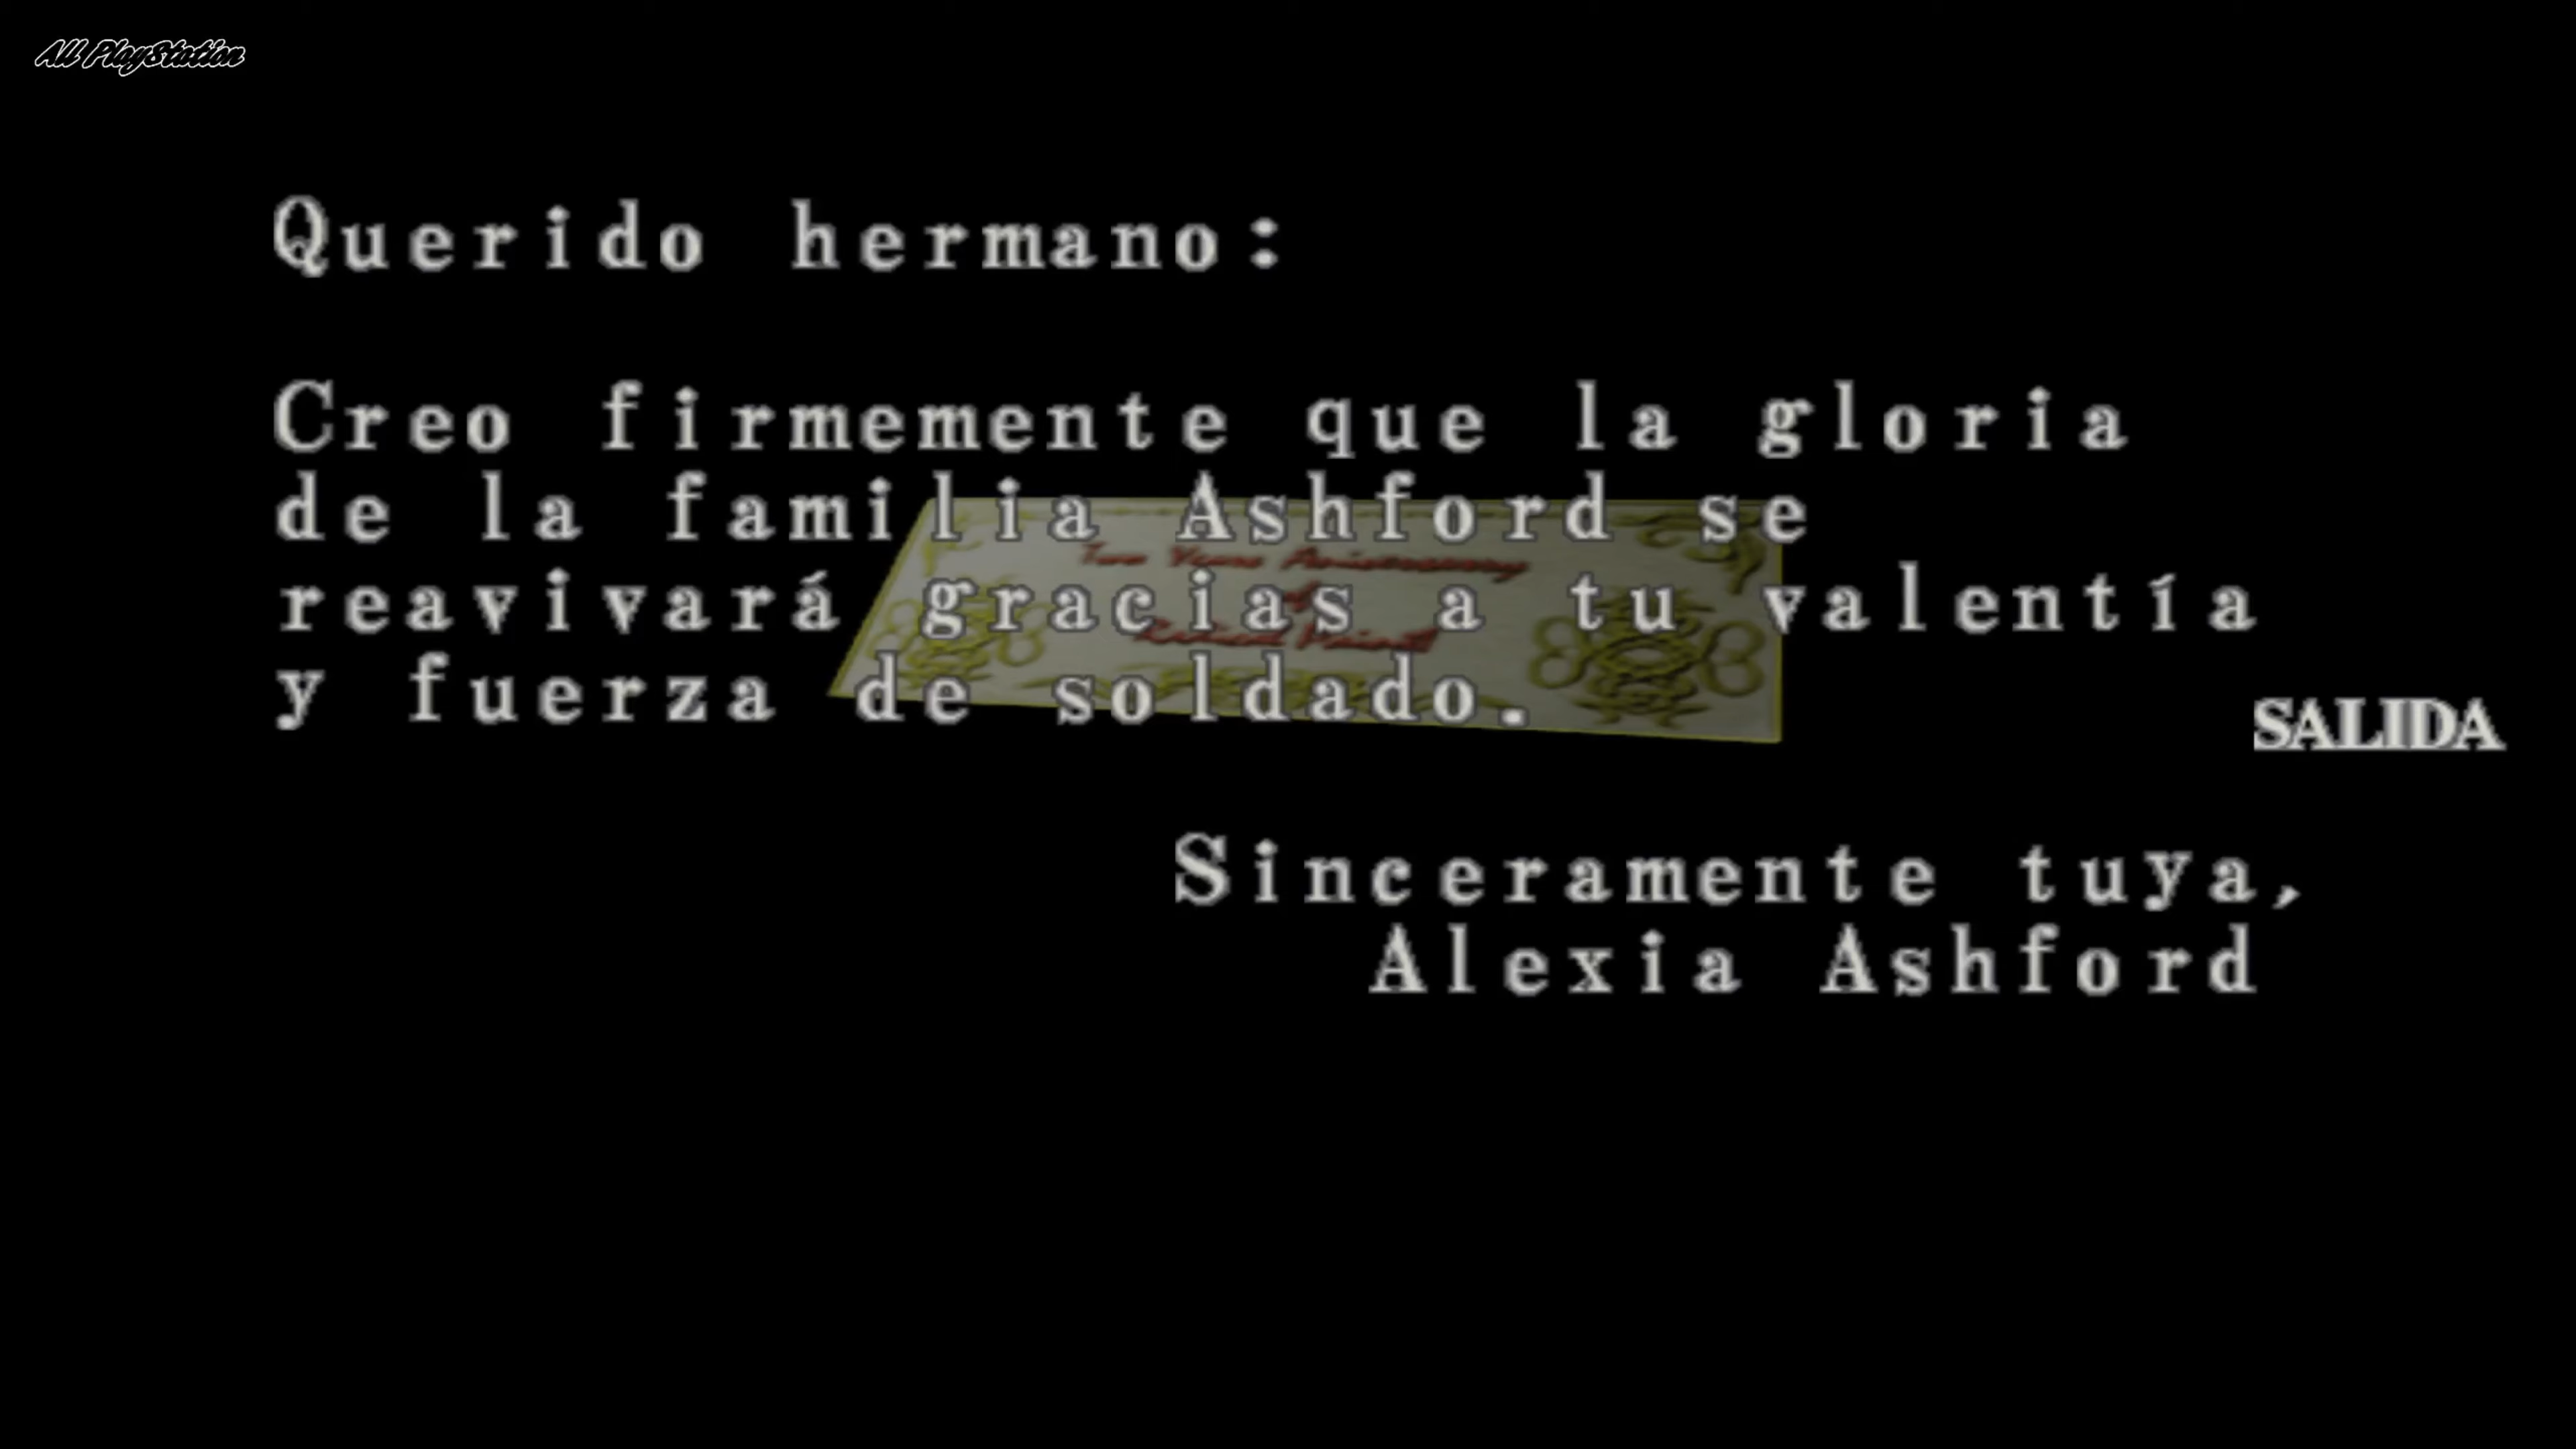 All PlayStation
Querido hermano:
Creo firmemente que la gloria
de la familia Ashford se
reavivará gracias a tu valentía
y fuerza de soldado.
SALIDA
Sinceramente tuya,
Alexia Ashford